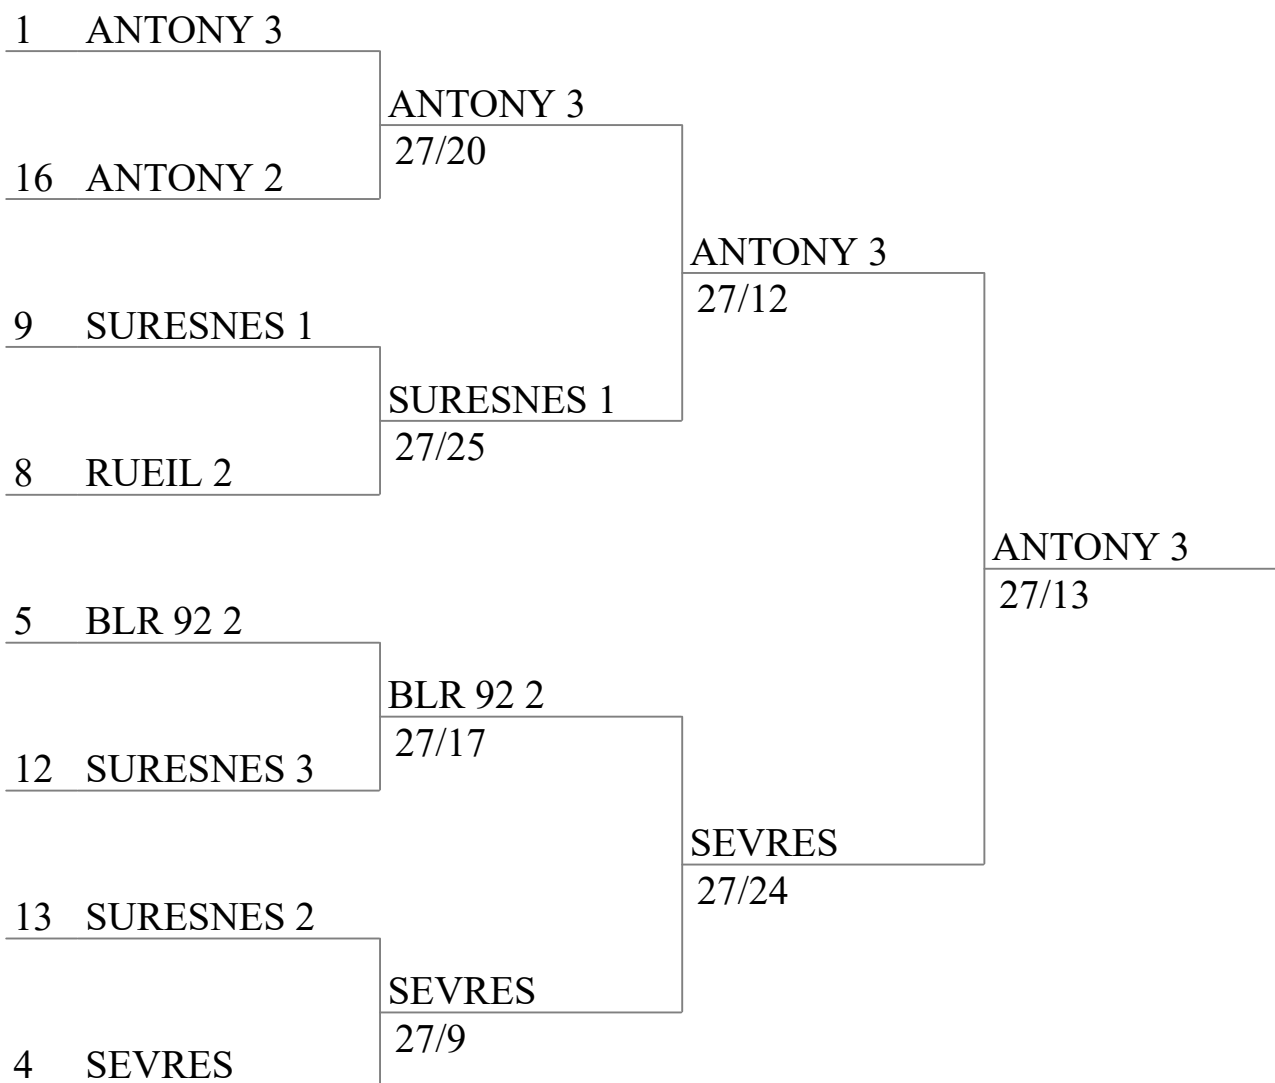 1 ANTONY 3
ANTONY 3
27/20
16 ANTONY 2
ANTONY 3
27/12
9 SURESNES 1
SURESNES 1
27/25
8 RUEIL 2
ANTONY 3
27/13
5 BLR 92 2
BLR 92 2
27/17
12 SURESNES 3
SEVRES
27/24
13 SURESNES 2
SEVRES
27/9
4 SEVRES